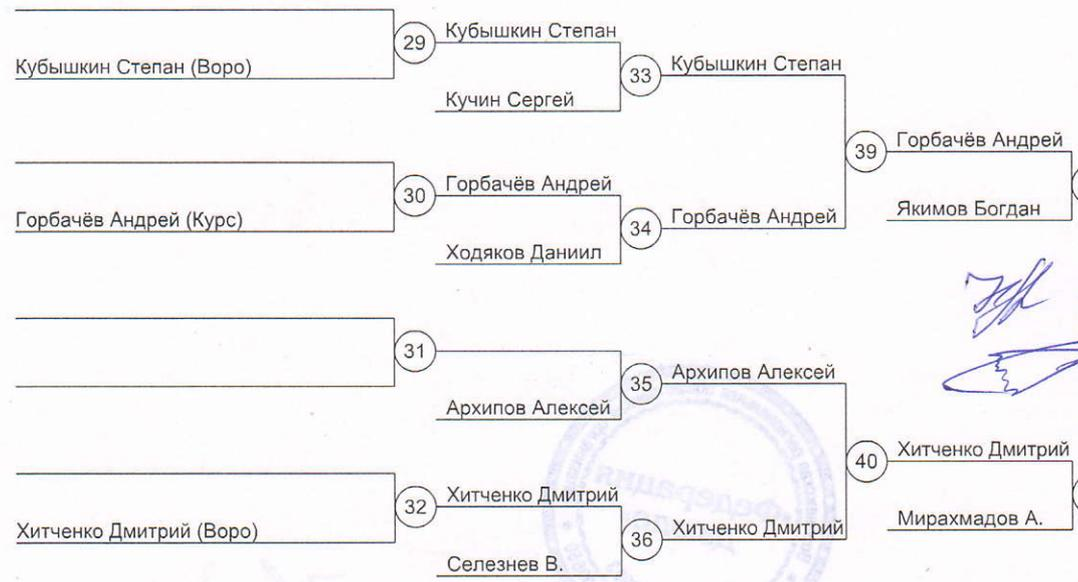 29
Кубышкин Степан
Кубышкин Степан (Воро)
33
Кубышкин Степан
Кучин Сергей
39
Горбачёв Андрей
30
Горбачёв Андрей
Горбачёв Андрей (Курс)
34
Горбачёв Андрей
Якимов Богдан
Ходяков Даниил
31
35
Архипов Алексей
Архипов Алексей
40
Хитченко Дмитрий
32
Хитченко Дмитрий
Хитченко Дмитрий (Воро)
36
Хитченко Дмитрий
Мирахмадов А.
Селезнев В.
Федерация